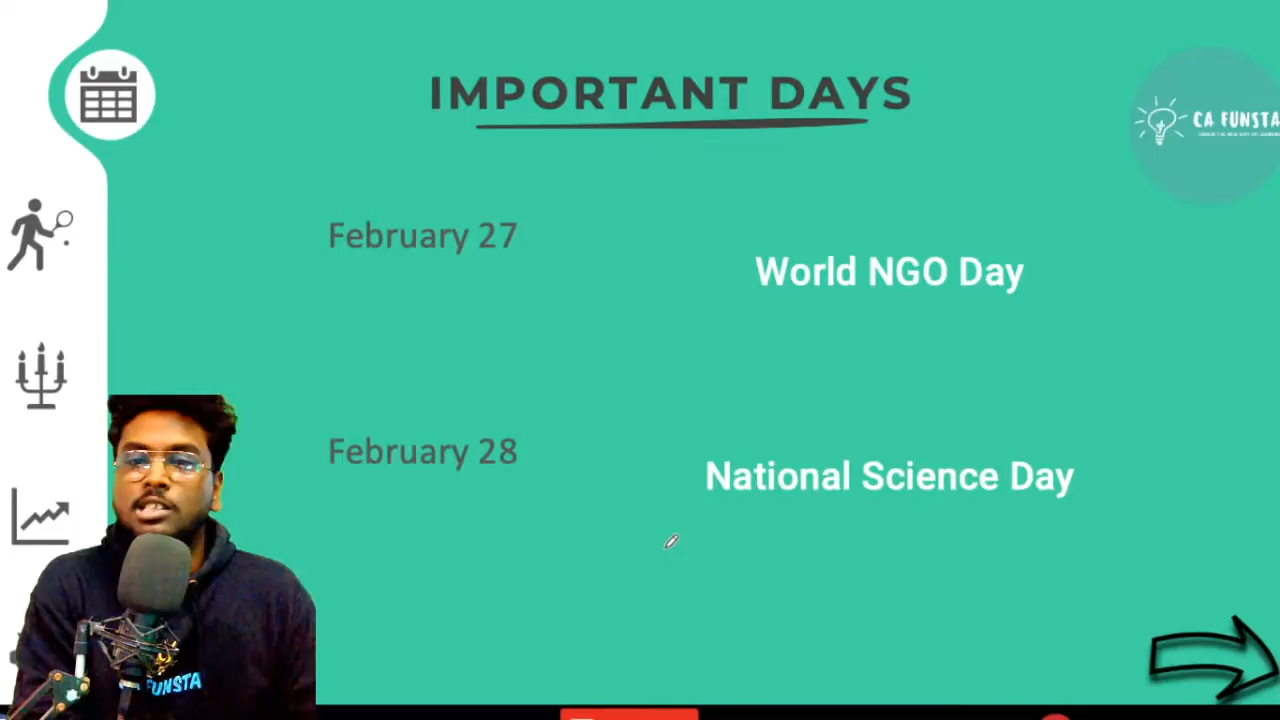 IMPORTANT DAYS
CA FUNSTA
February 27
World NGO Day
February 28
National Science Day
FUNSTA